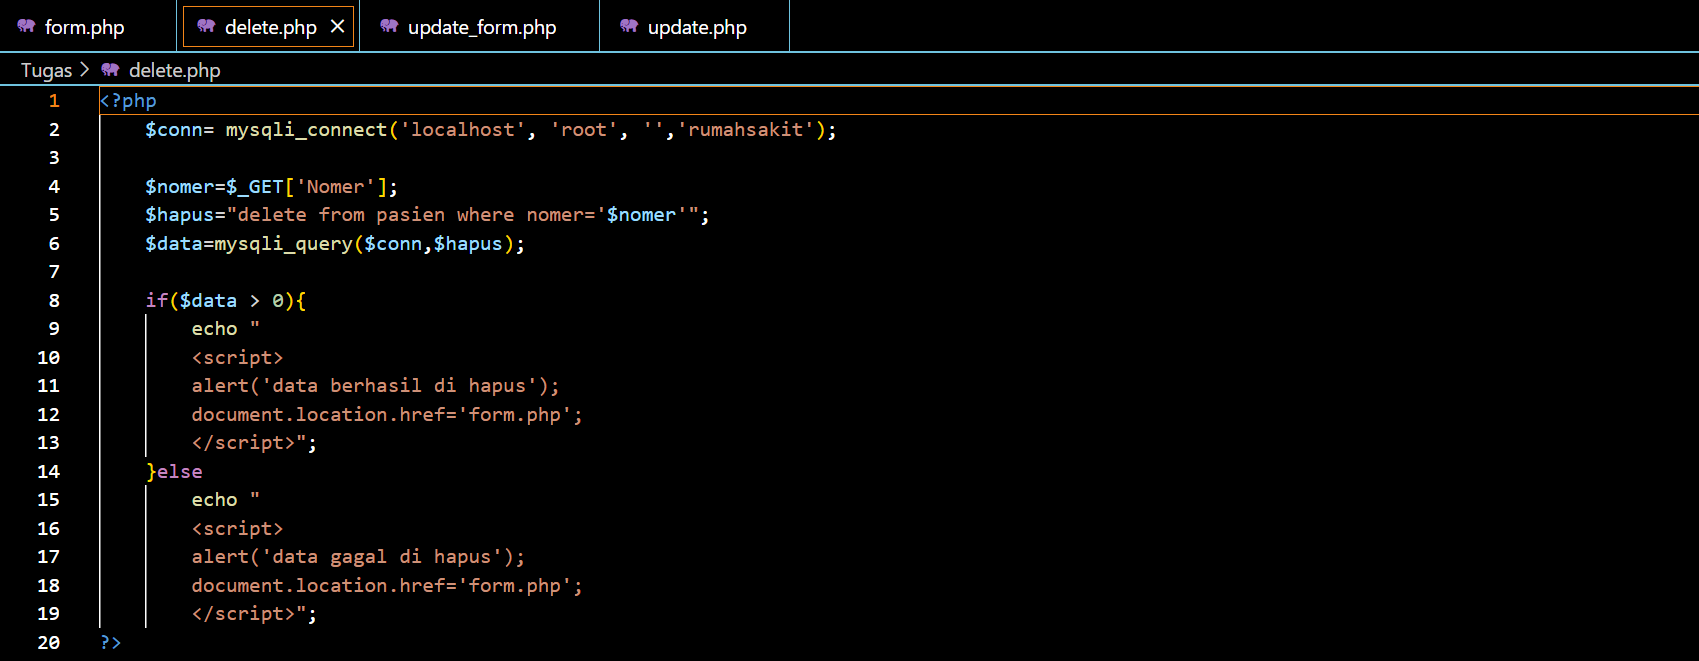 form.php delete.php update_form.php update.php
Tugas > delete.php
1 <?php
2 $conn= mysqli_connect('localhost', 'root', '','rumahsakit');
3
4 $nomer=$_GET['Nomer'];
5 $hapus="delete from pasien where nomer='$nomer'";
6 $data=mysqli_query($conn,$hapus);
7
8 if($data > 0){
9 echo "
10 <script>
11 alert('data berhasil di hapus');
12 document.location.href='form.php';
13 </script>";
14 }else
15 echo "
16 <script>
17 alert('data gagal di hapus');
18 document.location.href='form.php';
19 </script>";
20 ?>